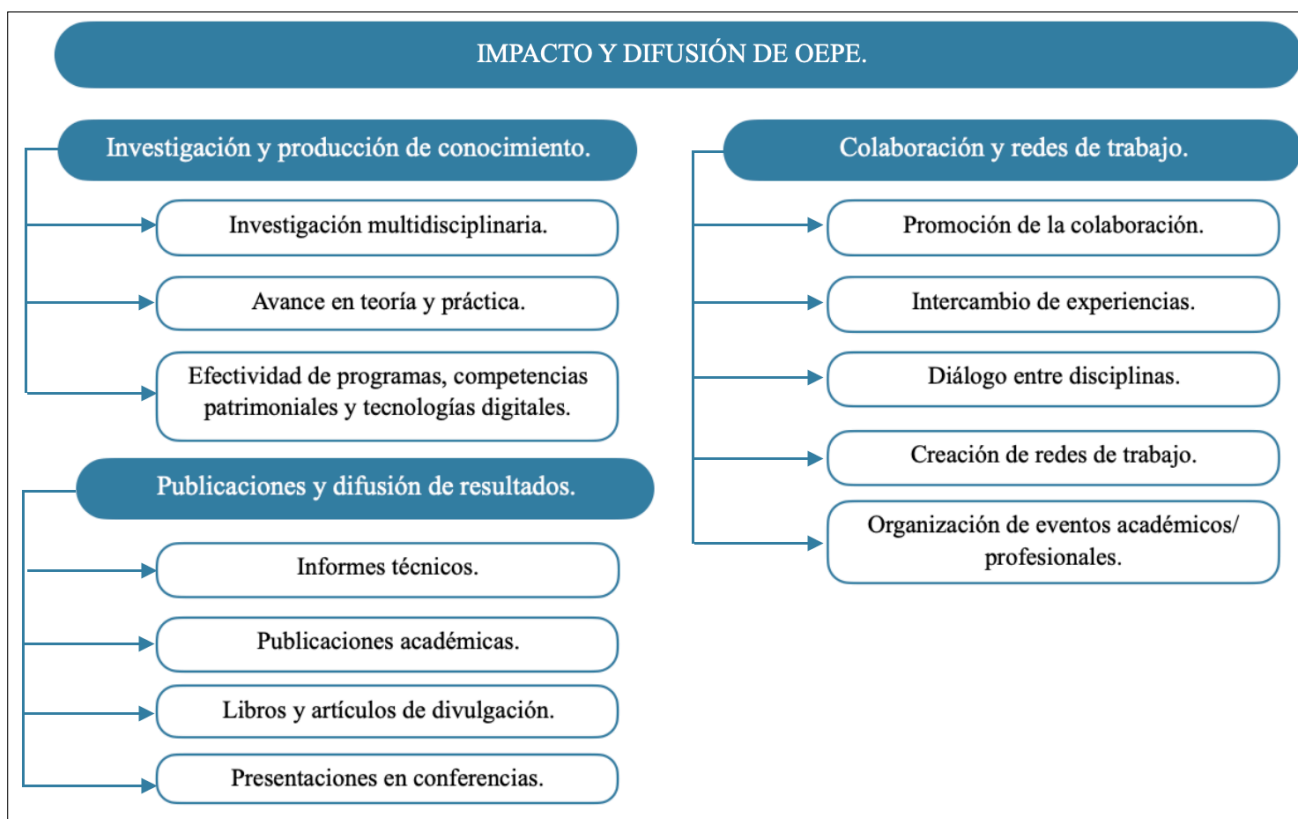 IMPACTO Y DIFUSIÓN DE OEPE.
Investigación y producción de conocimiento.
Investigación multidisciplinaria.
Avance en teoría y práctica.
Efectividad de programas, competencias
patrimoniales y tecnologías digitales.
Publicaciones y difusión de resultados.
Informes técnicos.
Publicaciones académicas.
Libros y artículos de divulgación.
Presentaciones en conferencias.
Colaboración y redes de trabajo.
Promoción de la colaboración.
Intercambio de experiencias.
Diálogo entre disciplinas.
Creación de redes de trabajo.
Organización de eventos académicos/
profesionales.